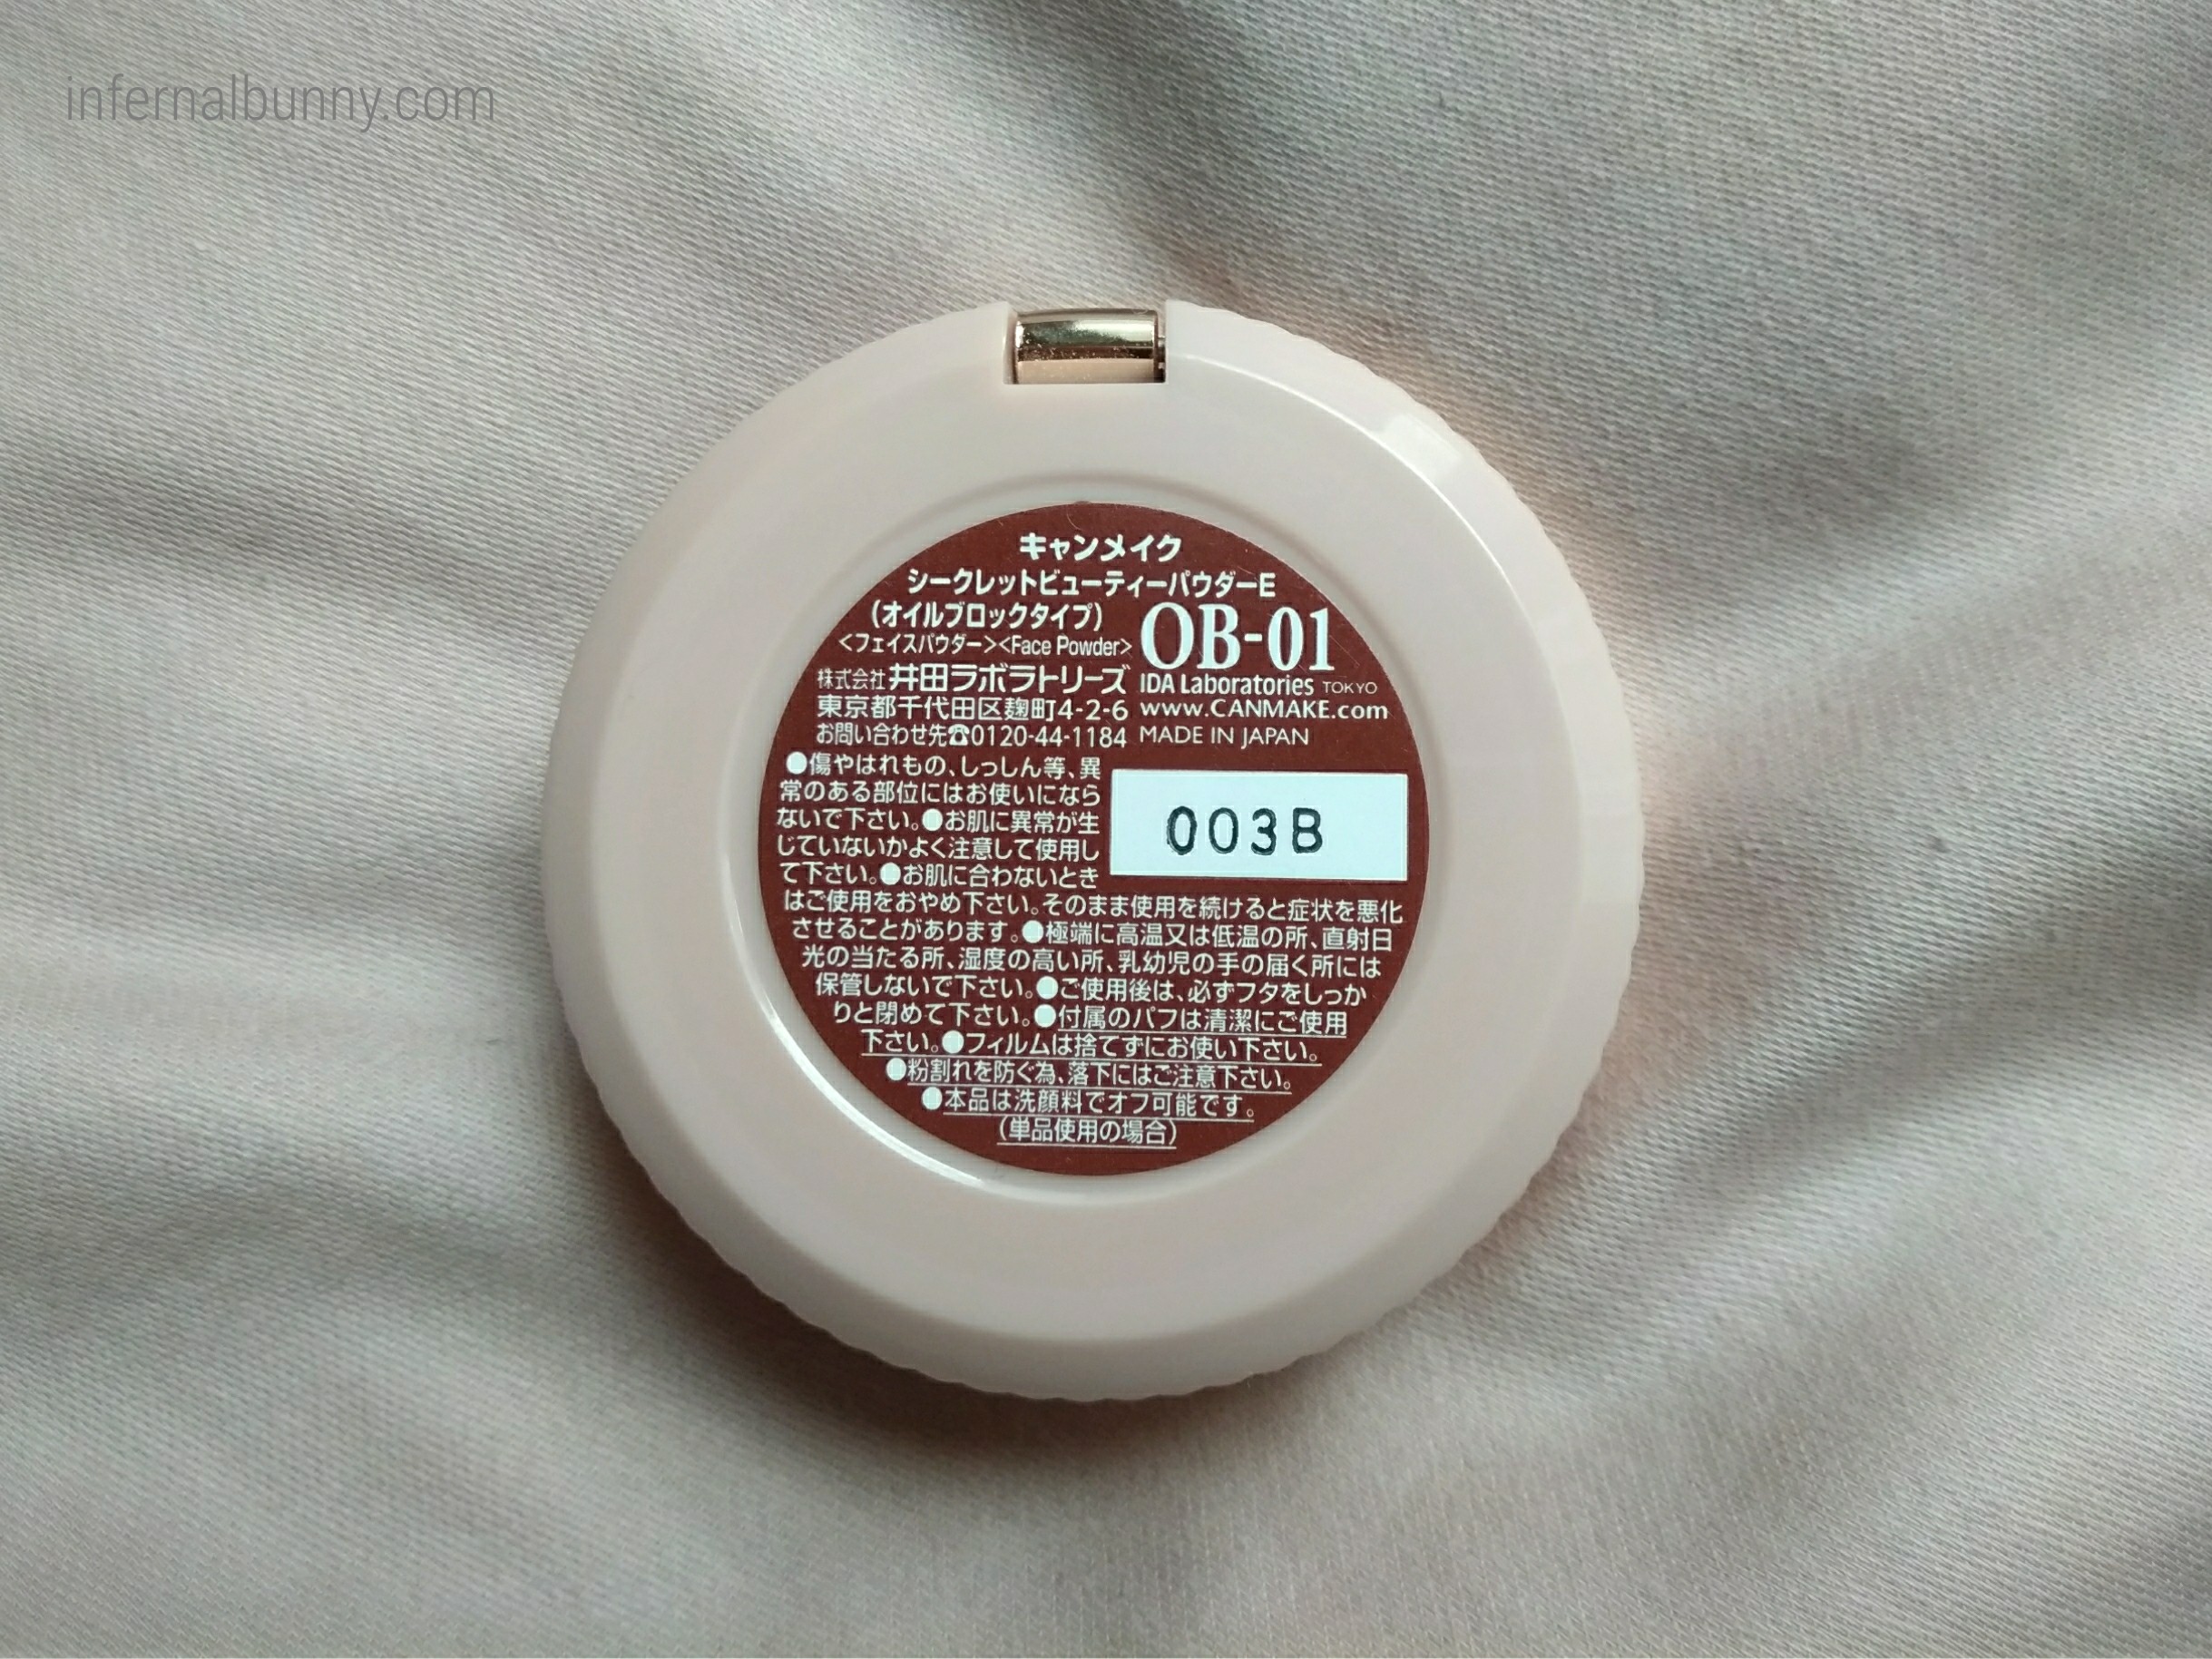 infernalbunny.com
キャンメイク
シークレットビューティーパウダーE
(オイルブロックタイプ)
OB-01
<フェイスパウダー><Face Powder>
株式会社井田ラボラトリーズ
IDA Laboratories TOKYO
東京都千代田区麹町4-2-6
www.CANMAKE.com
お問い合わせ先☎0120-44-1184
MADE IN JAPAN
●傷やはれもの、しっしん等、異
常のある部位にはお使いになら
ないで下さい。●お肌に異常が生
じていないかよく注意して使用し
て下さい。●お肌に合わないとき
003B
はご使用をおやめ下さい。そのまま使用を続けると症状を悪化
させることがあります。●極端に高温又は低温の所、直射日
光の当たる所、湿度の高い所、乳幼児の手の届く所には
保管しないで下さい。●ご使用後は、必ずフタをしっか
りと閉めて下さい。●付属のパフは清潔にご使用
下さい。●フィルムは捨てずにお使い下さい。
●粉割れを防ぐ為、落下にはご注意下さい。
●本品は洗顔料でオフ可能です。
(単品使用の場合)